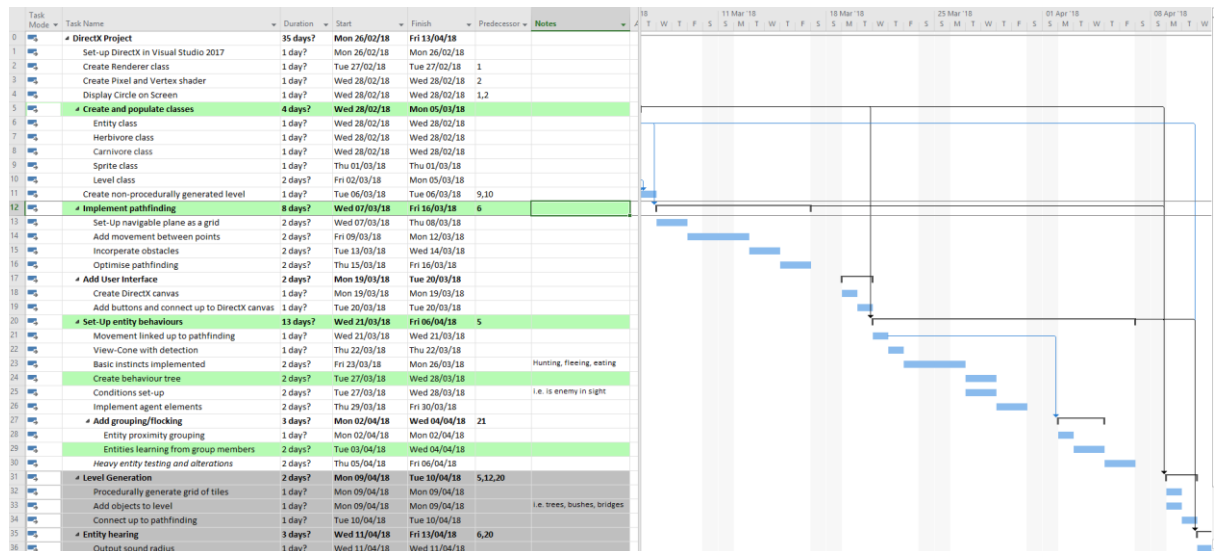 Task Mode Task Name Duration Start Finish Predecessor Notes
18 11 Mar '18 18 Mar '18 25 Mar '18 01 Apr '18 08 Apr '18
T W T F S S M T W T F S S M T W T F S S M T W T F S S M T W T F S S M T W
0 DirectX Project 35 days? Mon 26/02/18 Fri 13/04/18
1 Set-up DirectX in Visual Studio 2017 1 day? Mon 26/02/18 Mon 26/02/18
2 Create Renderer class 1 day? Tue 27/02/18 Tue 27/02/18 1
3 Create Pixel and Vertex shader 1 day? Wed 28/02/18 Wed 28/02/18 2
4 Display Circle on Screen 1 day? Wed 28/02/18 Wed 28/02/18 1,2
5 Create and populate classes 4 days? Wed 28/02/18 Mon 05/03/18
6 Entity class 1 day? Wed 28/02/18 Wed 28/02/18
7 Herbivore class 1 day? Wed 28/02/18 Wed 28/02/18
8 Carnivore class 1 day? Wed 28/02/18 Wed 28/02/18
9 Sprite class 1 day? Thu 01/03/18 Thu 01/03/18
10 Level class 2 days? Fri 02/03/18 Mon 05/03/18
11 Create non-procedurally generated level 1 day? Tue 06/03/18 Tue 06/03/18 9,10
12 Implement pathfinding 8 days? Wed 07/03/18 Fri 16/03/18 6
13 Set-Up navigable plane as a grid 2 days? Wed 07/03/18 Thu 08/03/18
14 Add movement between points 2 days? Fri 09/03/18 Mon 12/03/18
15 Incorperate obstacles 2 days? Tue 13/03/18 Wed 14/03/18
16 Optimise pathfinding 2 days? Thu 15/03/18 Fri 16/03/18
17 Add User Interface 2 days? Mon 19/03/18 Tue 20/03/18
18 Create DirectX canvas 1 day? Mon 19/03/18 Mon 19/03/18
19 Add buttons and connect up to DirectX canvas 1 day? Tue 20/03/18 Tue 20/03/18
20 Set-Up entity behaviours 13 days? Wed 21/03/18 Fri 06/04/18 5
21 Movement linked up to pathfinding 1 day? Wed 21/03/18 Wed 21/03/18
22 View-Cone with detection 1 day? Thu 22/03/18 Thu 22/03/18
23 Basic instincts implemented 2 days? Fri 23/03/18 Mon 26/03/18 Hunting, fleeing, eating
24 Create behaviour tree 2 days? Tue 27/03/18 Wed 28/03/18
25 Conditions set-up 2 days? Tue 27/03/18 Wed 28/03/18 i.e. is enemy in sight
26 Implement agent elements 2 days? Thu 29/03/18 Fri 30/03/18
27 Add grouping/flocking 3 days? Mon 02/04/18 Wed 04/04/18 21
28 Entity proximity grouping 1 day? Mon 02/04/18 Mon 02/04/18
29 Entities learning from group members 2 days? Tue 03/04/18 Wed 04/04/18
30 Heavy entity testing and alterations 2 days? Thu 05/04/18 Fri 06/04/18
31 Level Generation 2 days? Mon 09/04/18 Tue 10/04/18 5,12,20
32 Procedurally generate grid of tiles 1 day? Mon 09/04/18 Mon 09/04/18
33 Add objects to level 1 day? Mon 09/04/18 Mon 09/04/18 i.e. trees, bushes, bridges
34 Connect up to pathfinding 1 day? Tue 10/04/18 Tue 10/04/18
35 Entity hearing 3 days? Wed 11/04/18 Fri 13/04/18 6,20
36 Output sound radius 1 day? Wed 11/04/18 Wed 11/04/18